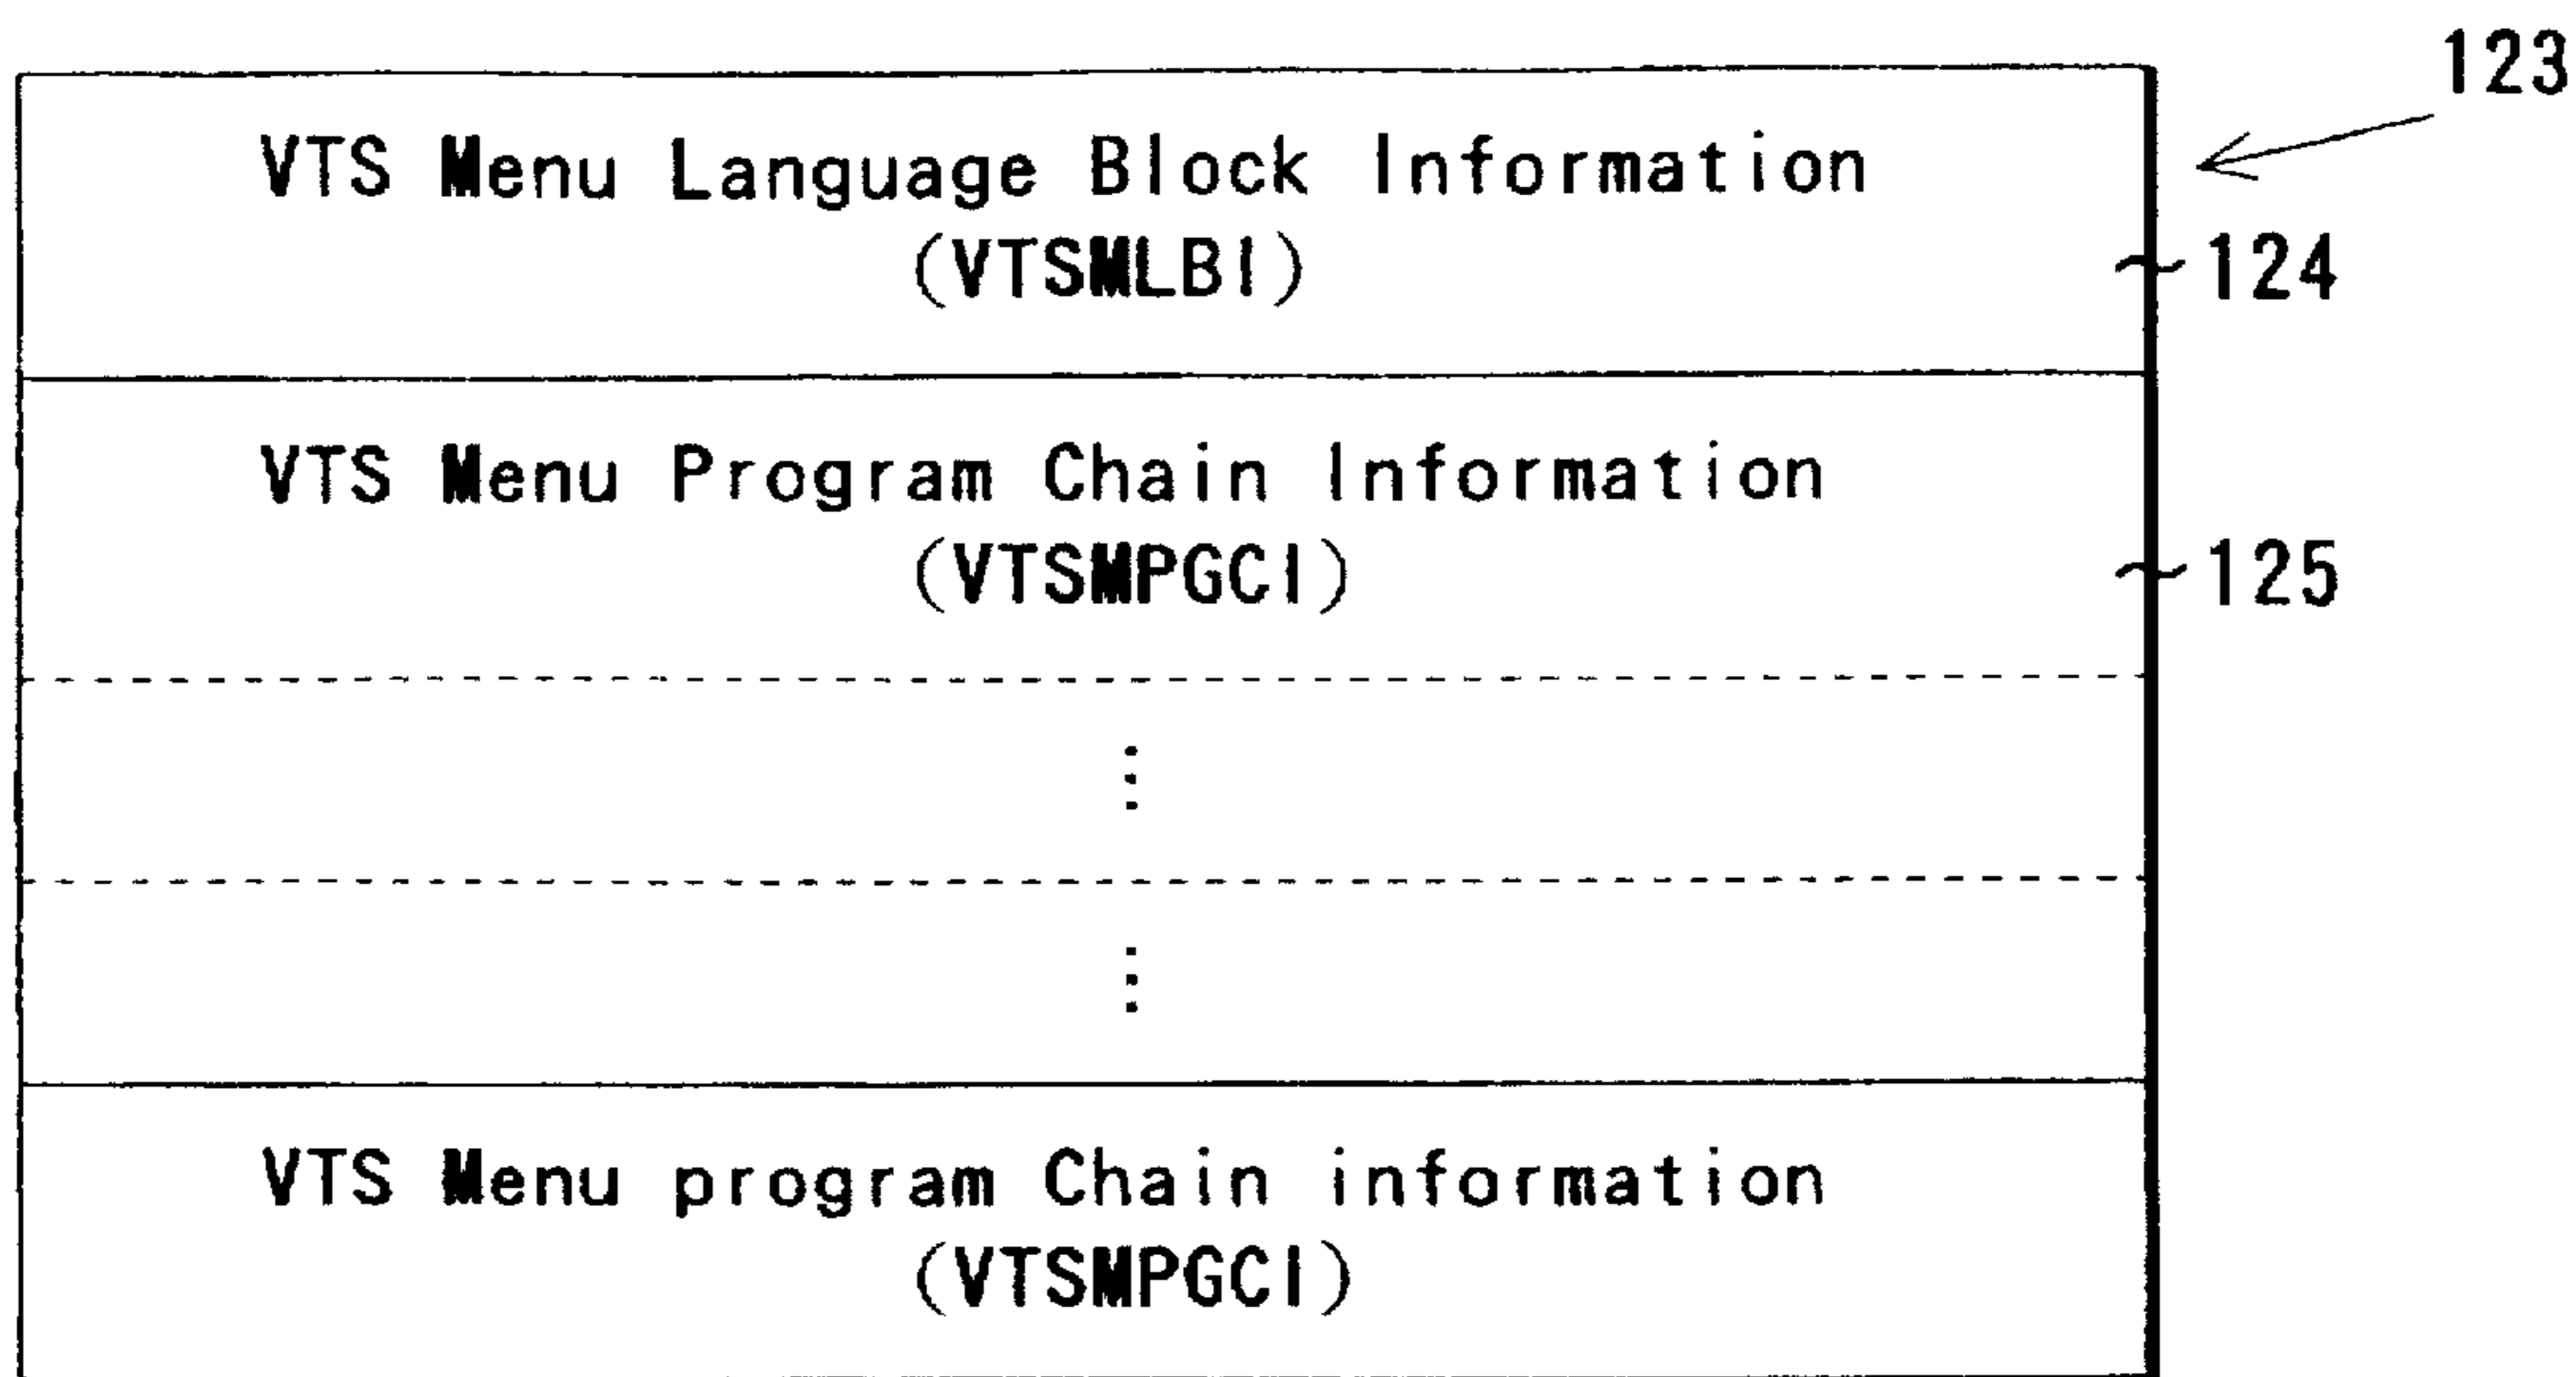 123
VTS Menu Language Block Information
(VTSMLBI)
124
VTS Menu Program Chain Information
(VTSMPGCI)
125
VTS Menu program Chain information
(VTSMPGCI)